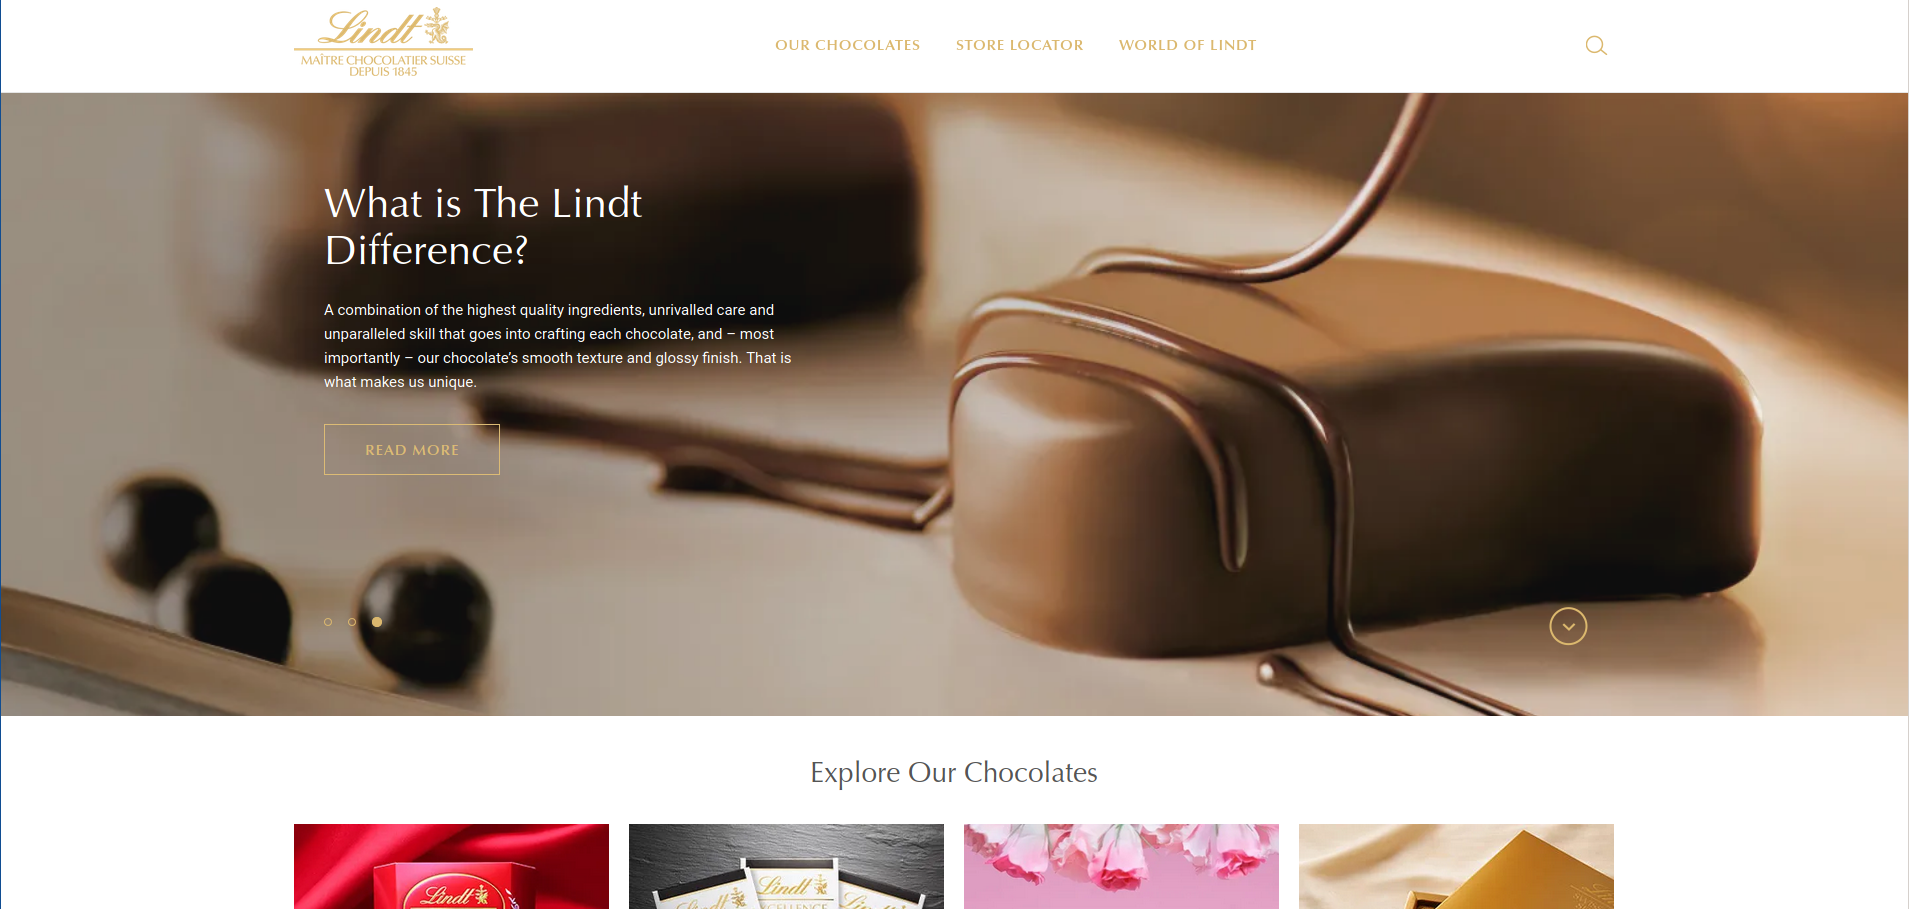 Lindt
MAÎTRE CHOCOLATIER SUISSE
DEPUIS 1845
OUR CHOCOLATES
STORE LOCATOR
WORLD OF LINDT
What is The Lindt
Difference?
A combination of the highest quality ingredients, unrivalled care and
unparalleled skill that goes into crafting each chocolate, and – most
importantly – our chocolate’s smooth texture and glossy finish. That is
what makes us unique.
READ MORE
Explore Our Chocolates
Lindt
Lindt
Lindt
Lindt